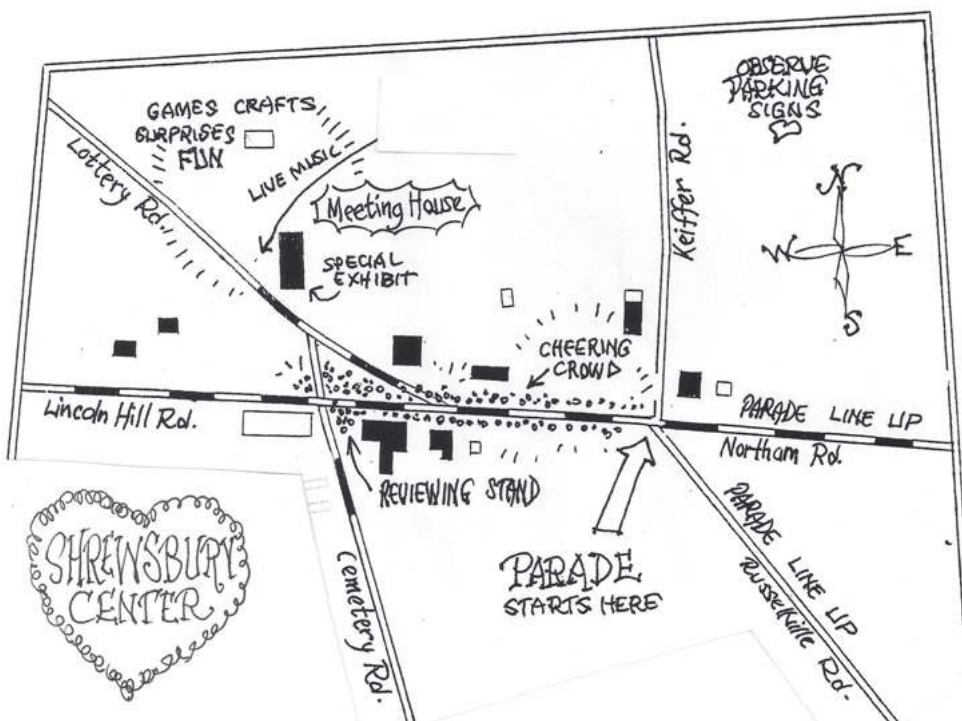 GAMES CRAFTS
SURPRISES
FUN
LIVE MUSIC
Lottery Rd.
Meeting House
SPECIAL
EXHIBIT
Keiffer Rd.
OBSERVE
PARKING
SIGNS
N
W E
S
CHEERING
CROWD
Lincoln Hill Rd.
PARADE LINE UP
Northam Rd.
REVIEWING STAND
Cemetery Rd.
PARADE
STARTS HERE
PARADE LINE UP
Russelville Rd.
SHREWSBURY
CENTER